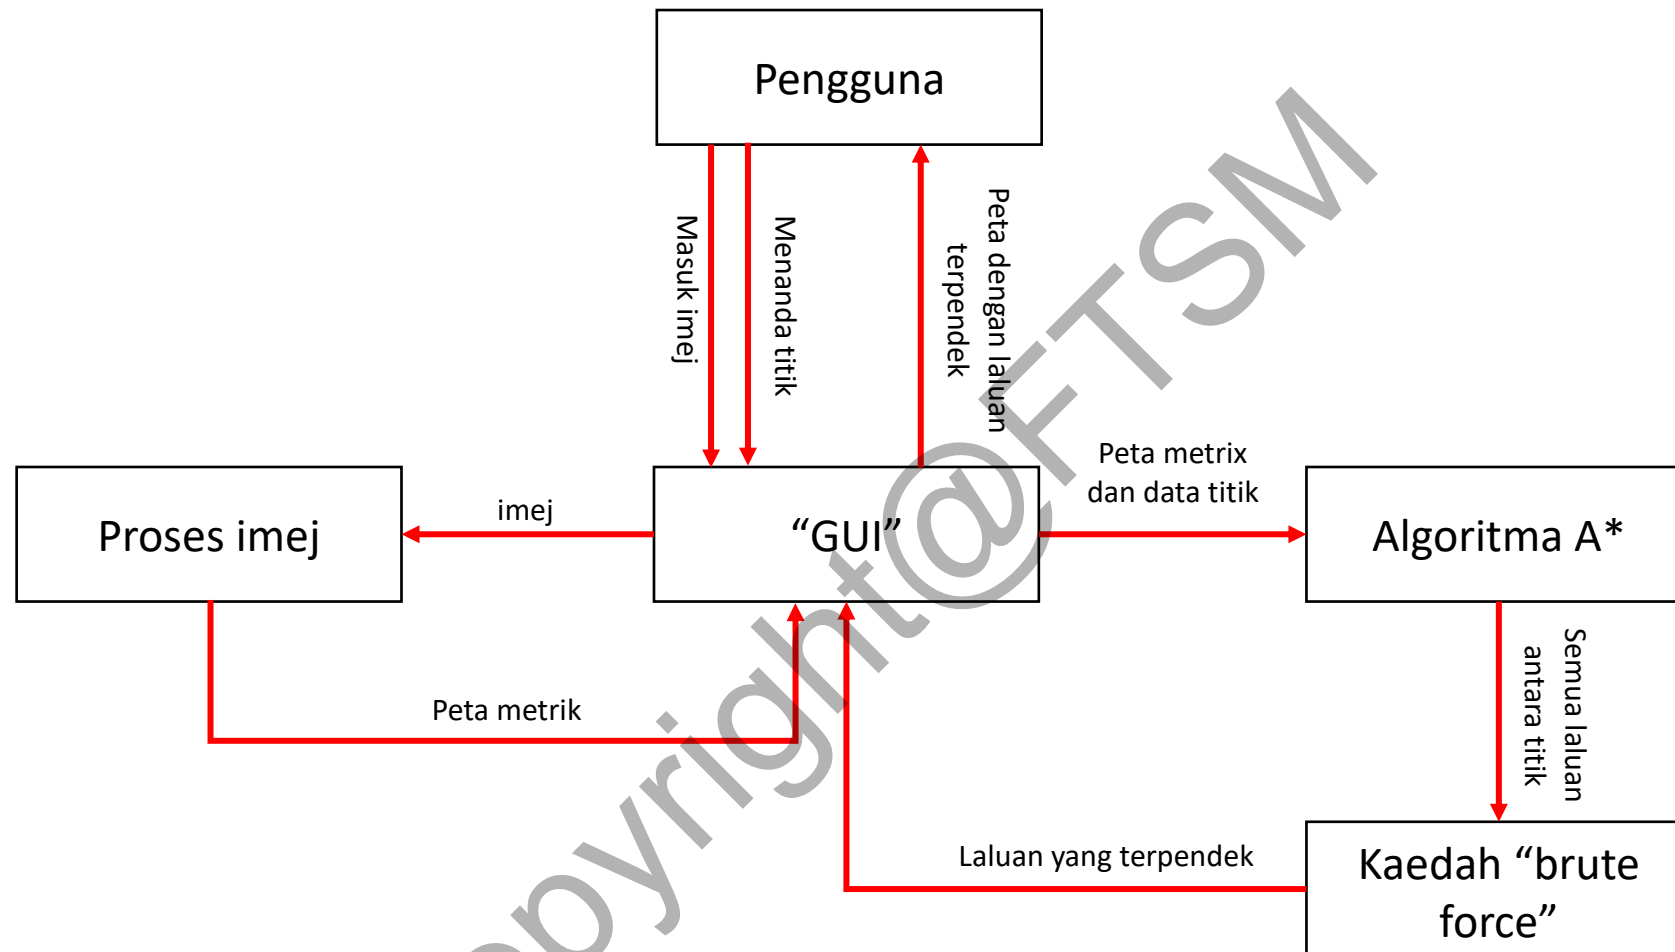 Pengguna
Masuk imej
Menanda titik
Peta dengan laluan
terpendek
Proses imej
imej
“GUI”
Peta metrix
dan data titik
Algoritma A*
Peta metrik
Semua laluan
antara titik
Laluan yang terpendek
Kaedah “brute
force”
opyright@FTSM